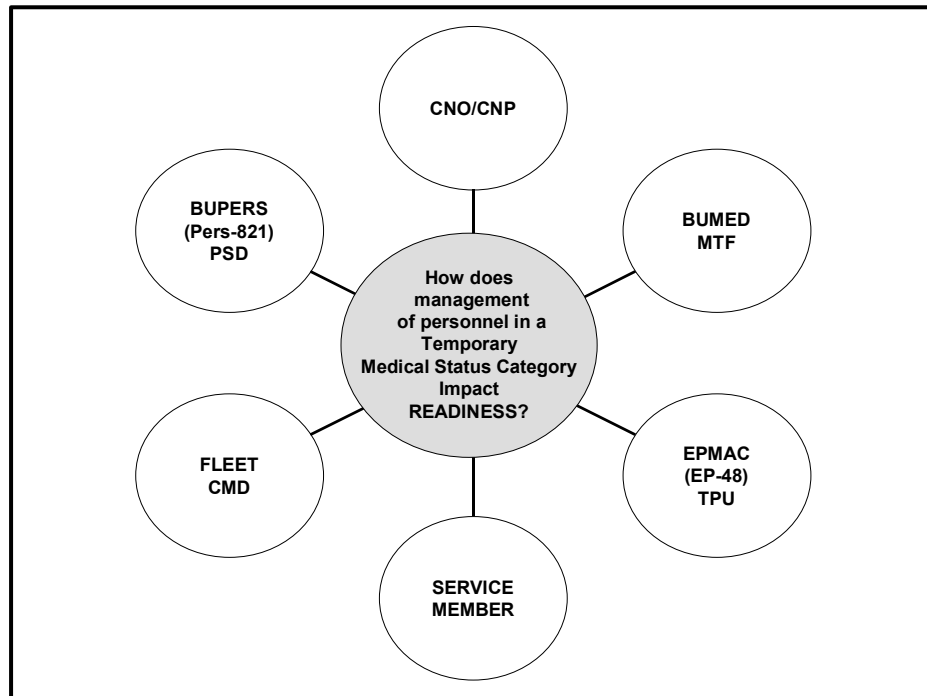 CNO/CNP
BUPERS
(Pers-821)
PSD
BUMED
MTF
How does
management
of personnel in a
Temporary
Medical Status Category
Impact
READINESS?
FLEET
CMD
EPMAC
(EP-48)
TPU
SERVICE
MEMBER